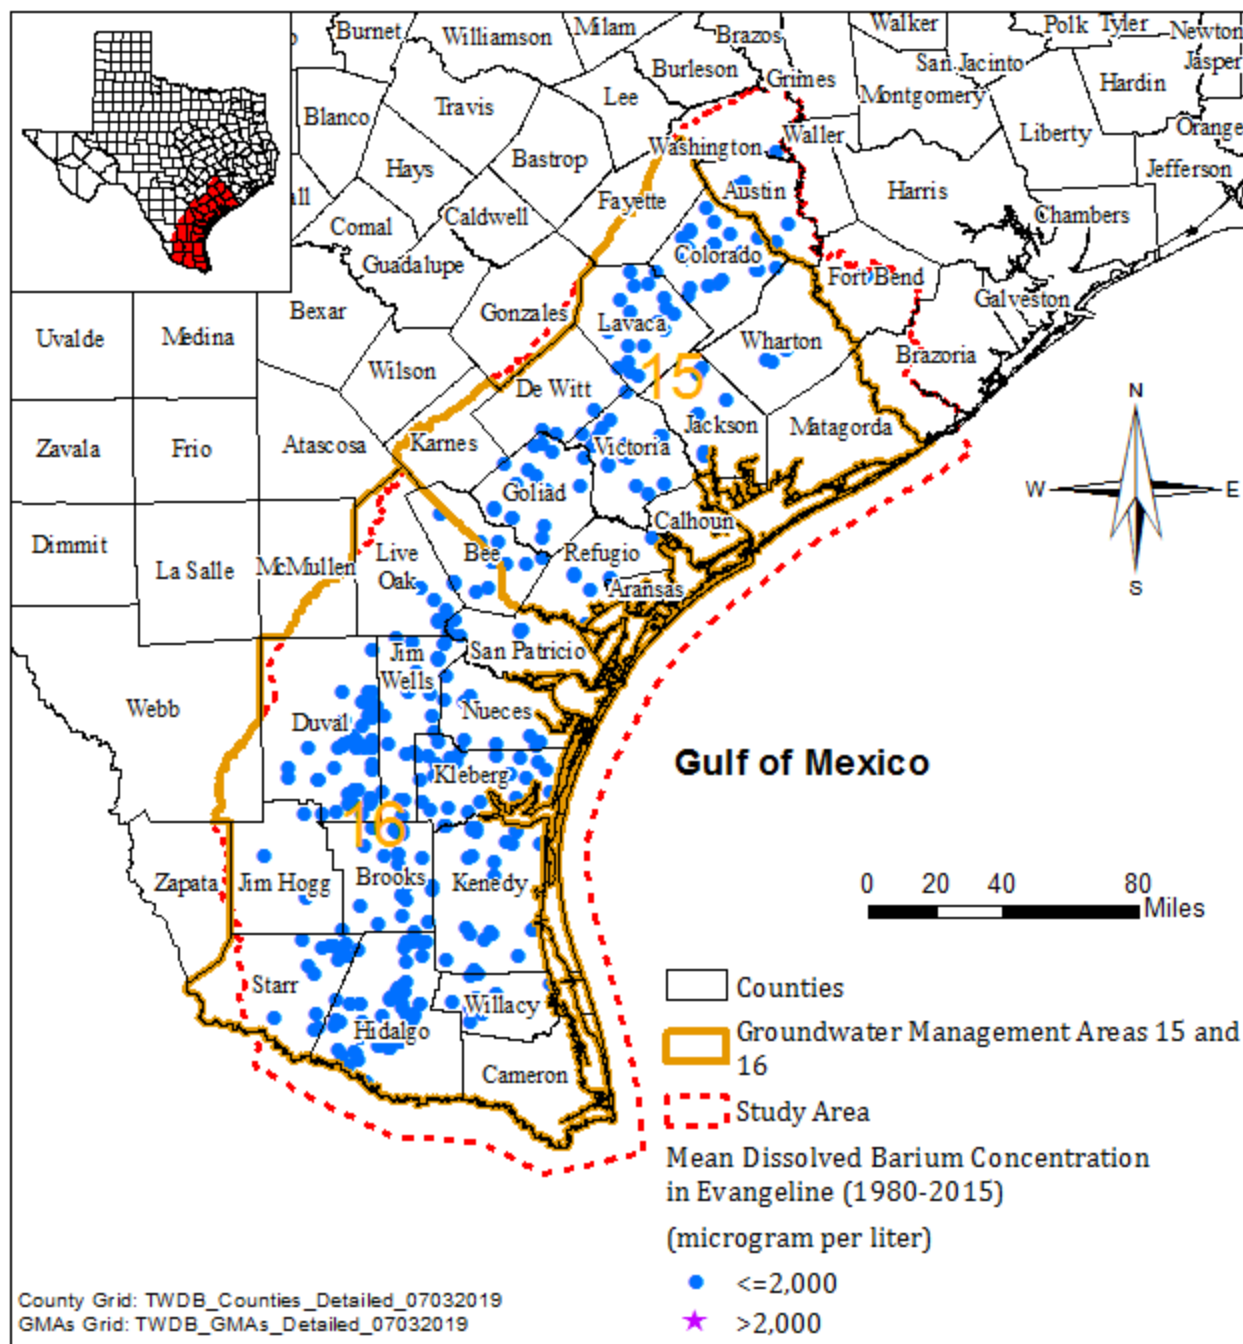 Burnet
Williamson
Milam
Brazos
Walker
Polk
Tyler
Newton
San Jacinto
Jasper
Burleson
Grimes
Hardin
Lee
Montgomery
Travis
Blanco
Liberty
Orange
Waller
Washington
Bastrop
Jefferson
Hays
Austin
Harris
Fayette
Caldwell
Comal
Chambers
Colorado
Guadalupe
Fort Bend
Galveston
Bexar
Gonzales
Lavaca
Uvalde
Medina
Wharton
Brazoria
Wilson
15
De Witt
Jackson
Matagorda
Zavala
Frio
Atascosa
Karnes
Victoria
N
W
E
S
Goliad
Calhoun
Dimmit
La Salle
McMullen
Live
Oak
Bee
Refugio
Aransas
San Patricio
Jim
Wells
Webb
Duval
Nueces
Kleberg
Gulf of Mexico
16
Zapata
Jim Hogg
Brooks
Kenedy
0 20 40 80
Miles
Starr
Willacy
Hidalgo
Cameron
Counties
Groundwater Management Areas 15 and
16
Study Area
Mean Dissolved Barium Concentration
in Evangeline (1980-2015)
(microgram per liter)
<=2,000
>2,000
County Grid: TWDB_Counties_Detailed_07032019
GMAs Grid: TWDB_GMAs_Detailed_07032019